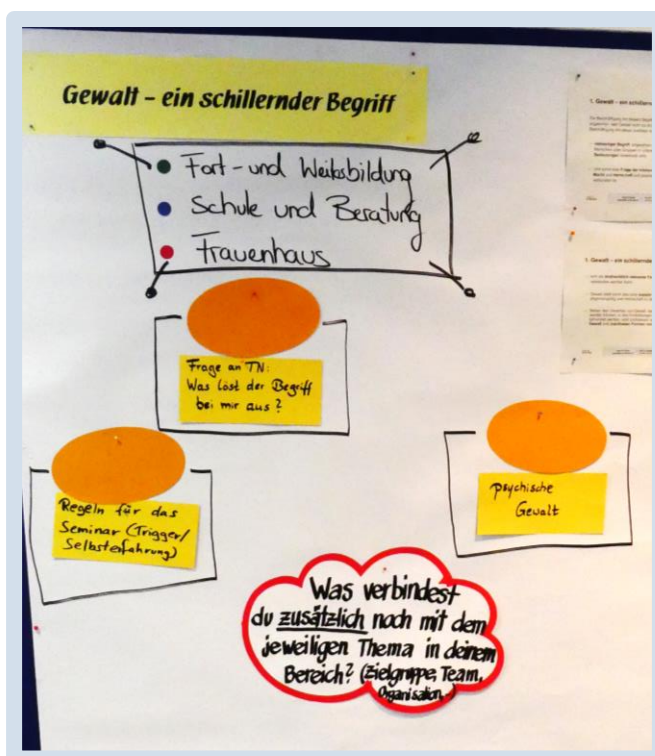 Gewalt – ein schillernder Begriff
Fort- und Weiterbildung
Schule und Beratung
Frauenhaus
1. Gewalt – ein schillern
1. Gewalt – ein schillernde
Frage an TN:
Was löst der Begriff
bei mir aus?
psychische
Gewalt
Regeln für das
Seminar (Trigger/
Selbsterfahrung)
Was verbindest
du zusätzlich noch mit dem
jeweiligen Thema in deinem
Bereich? (Zielgruppe, Team,
Organisation,..)